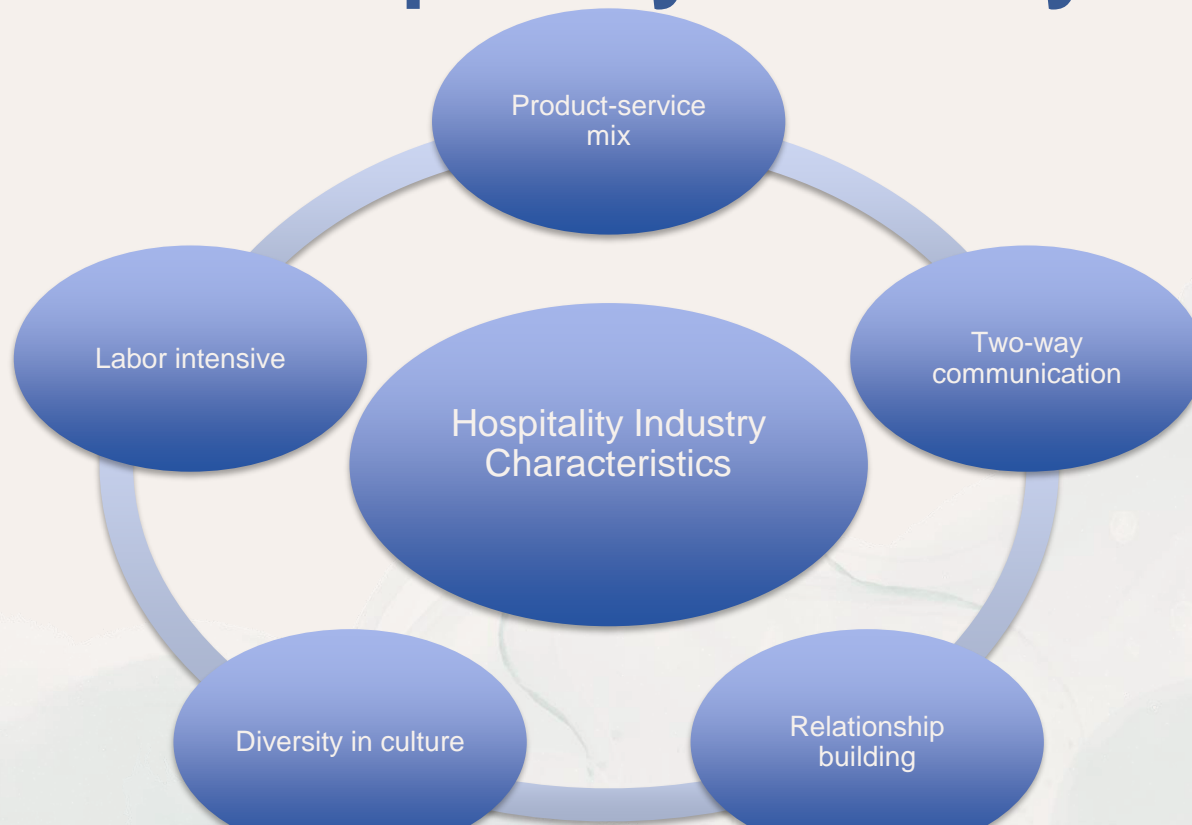 Product-service
mix
Two-way
communication
Labor intensive
Hospitality Industry
Characteristics
Relationship
building
Diversity in culture